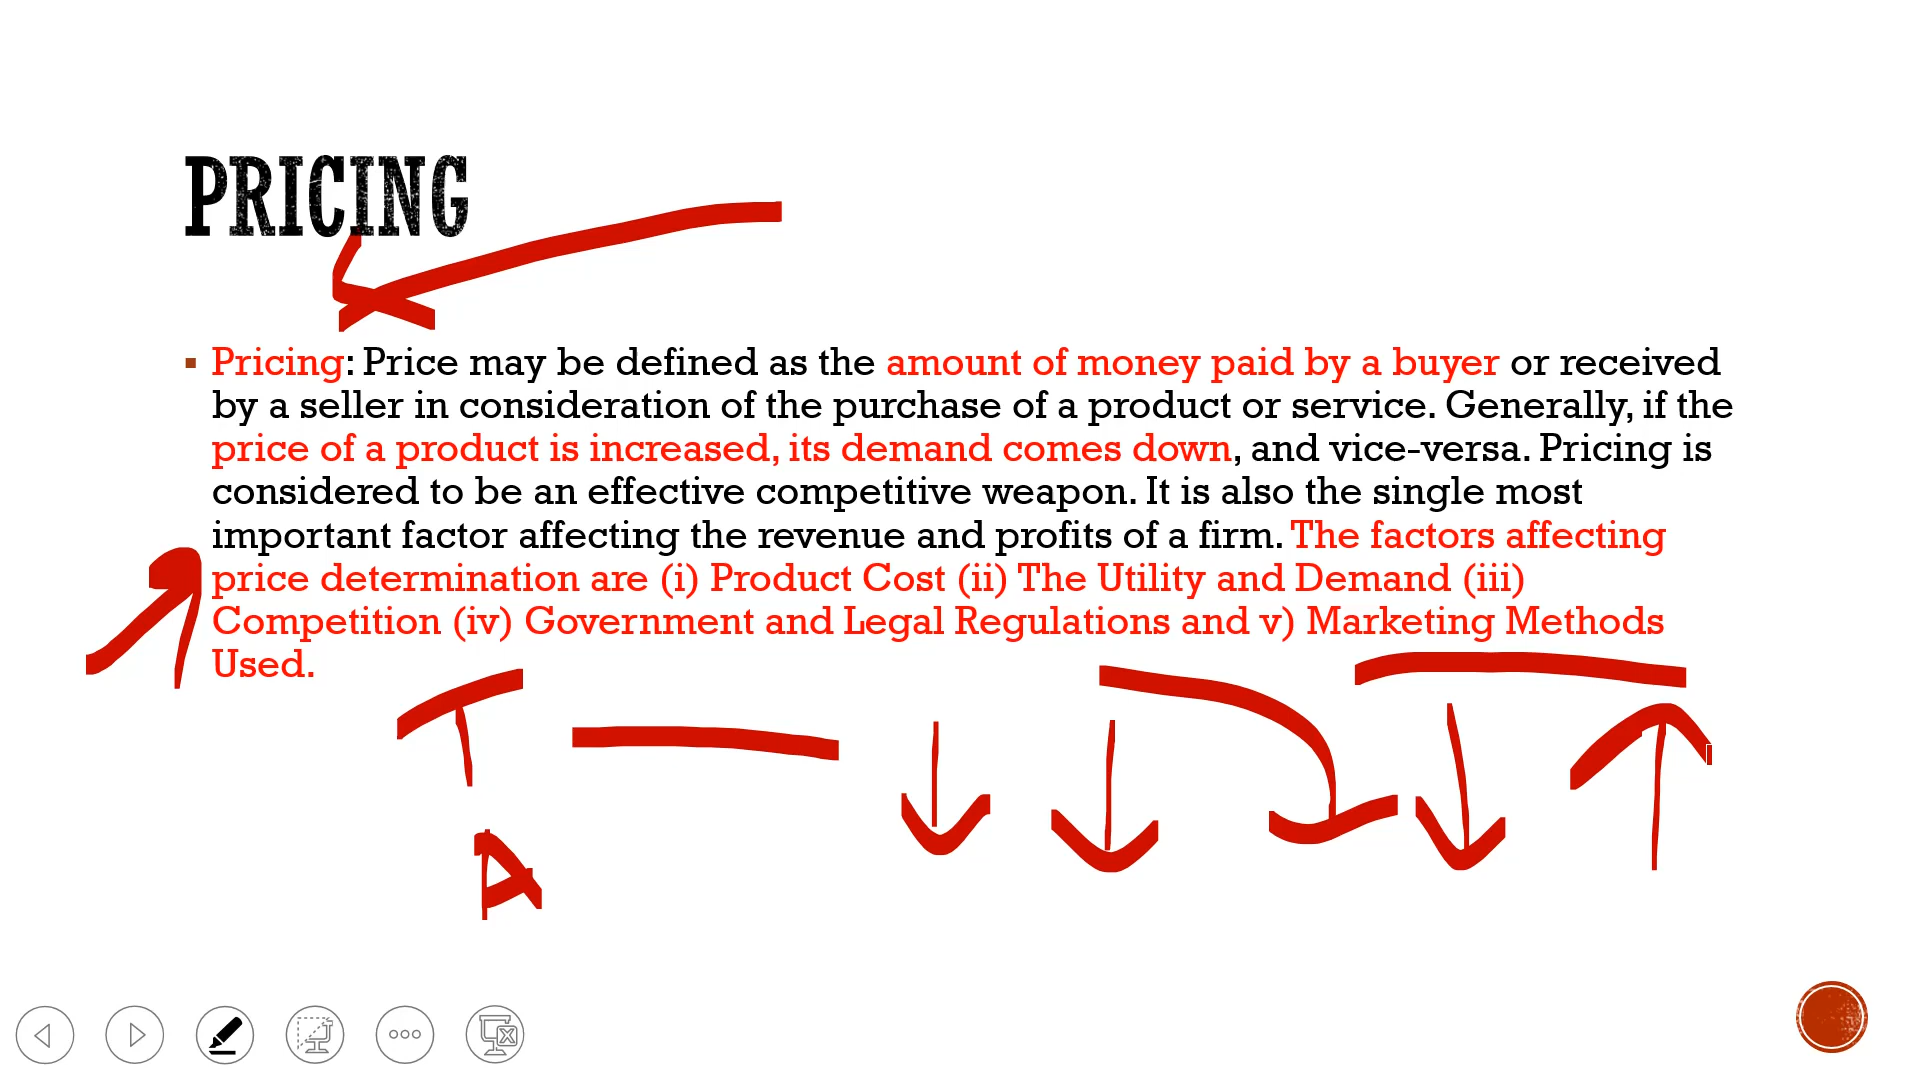 PRICING
▪ Pricing: Price may be defined as the amount of money paid by a buyer or received
by a seller in consideration of the purchase of a product or service. Generally, if the
price of a product is increased, its demand comes down, and vice-versa. Pricing is
considered to be an effective competitive weapon. It is also the single most
important factor affecting the revenue and profits of a firm. The factors affecting
price determination are (i) Product Cost (ii) The Utility and Demand (iii)
Competition (iv) Government and Legal Regulations and v) Marketing Methods
Used.